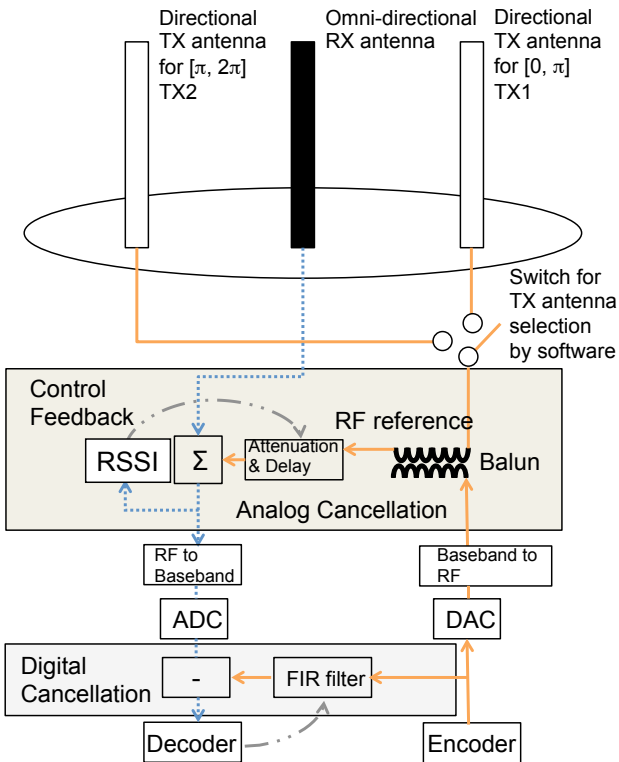 Directional
TX antenna
for [π, 2π]
TX2
Omni-directional
RX antenna
Directional
TX antenna
for [0, π]
TX1
Switch for
TX antenna
selection
by software
Control
Feedback
RF reference
RSSI
Σ
Attenuation
& Delay
Balun
Analog Cancellation
RF to
Baseband
Baseband to
RF
ADC
DAC
Digital
Cancellation
-
FIR filter
Decoder
Encoder